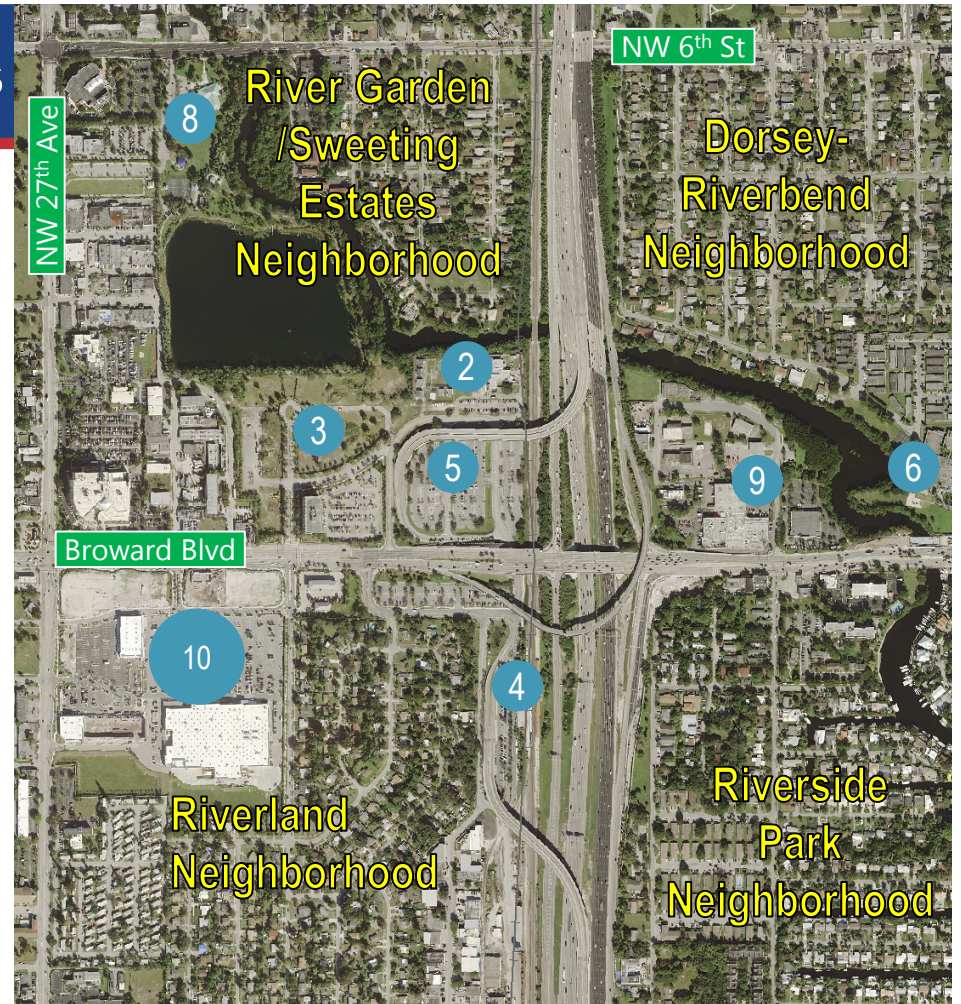 NW 6th St
NW 27th Ave
8
River Garden
/Sweeting
Estates
Neighborhood
Dorsey-
Riverbend
Neighborhood
2
3
5
6
9
Broward Blvd
10
4
Riverland
Neighborhood
Riverside
Park
Neighborhood